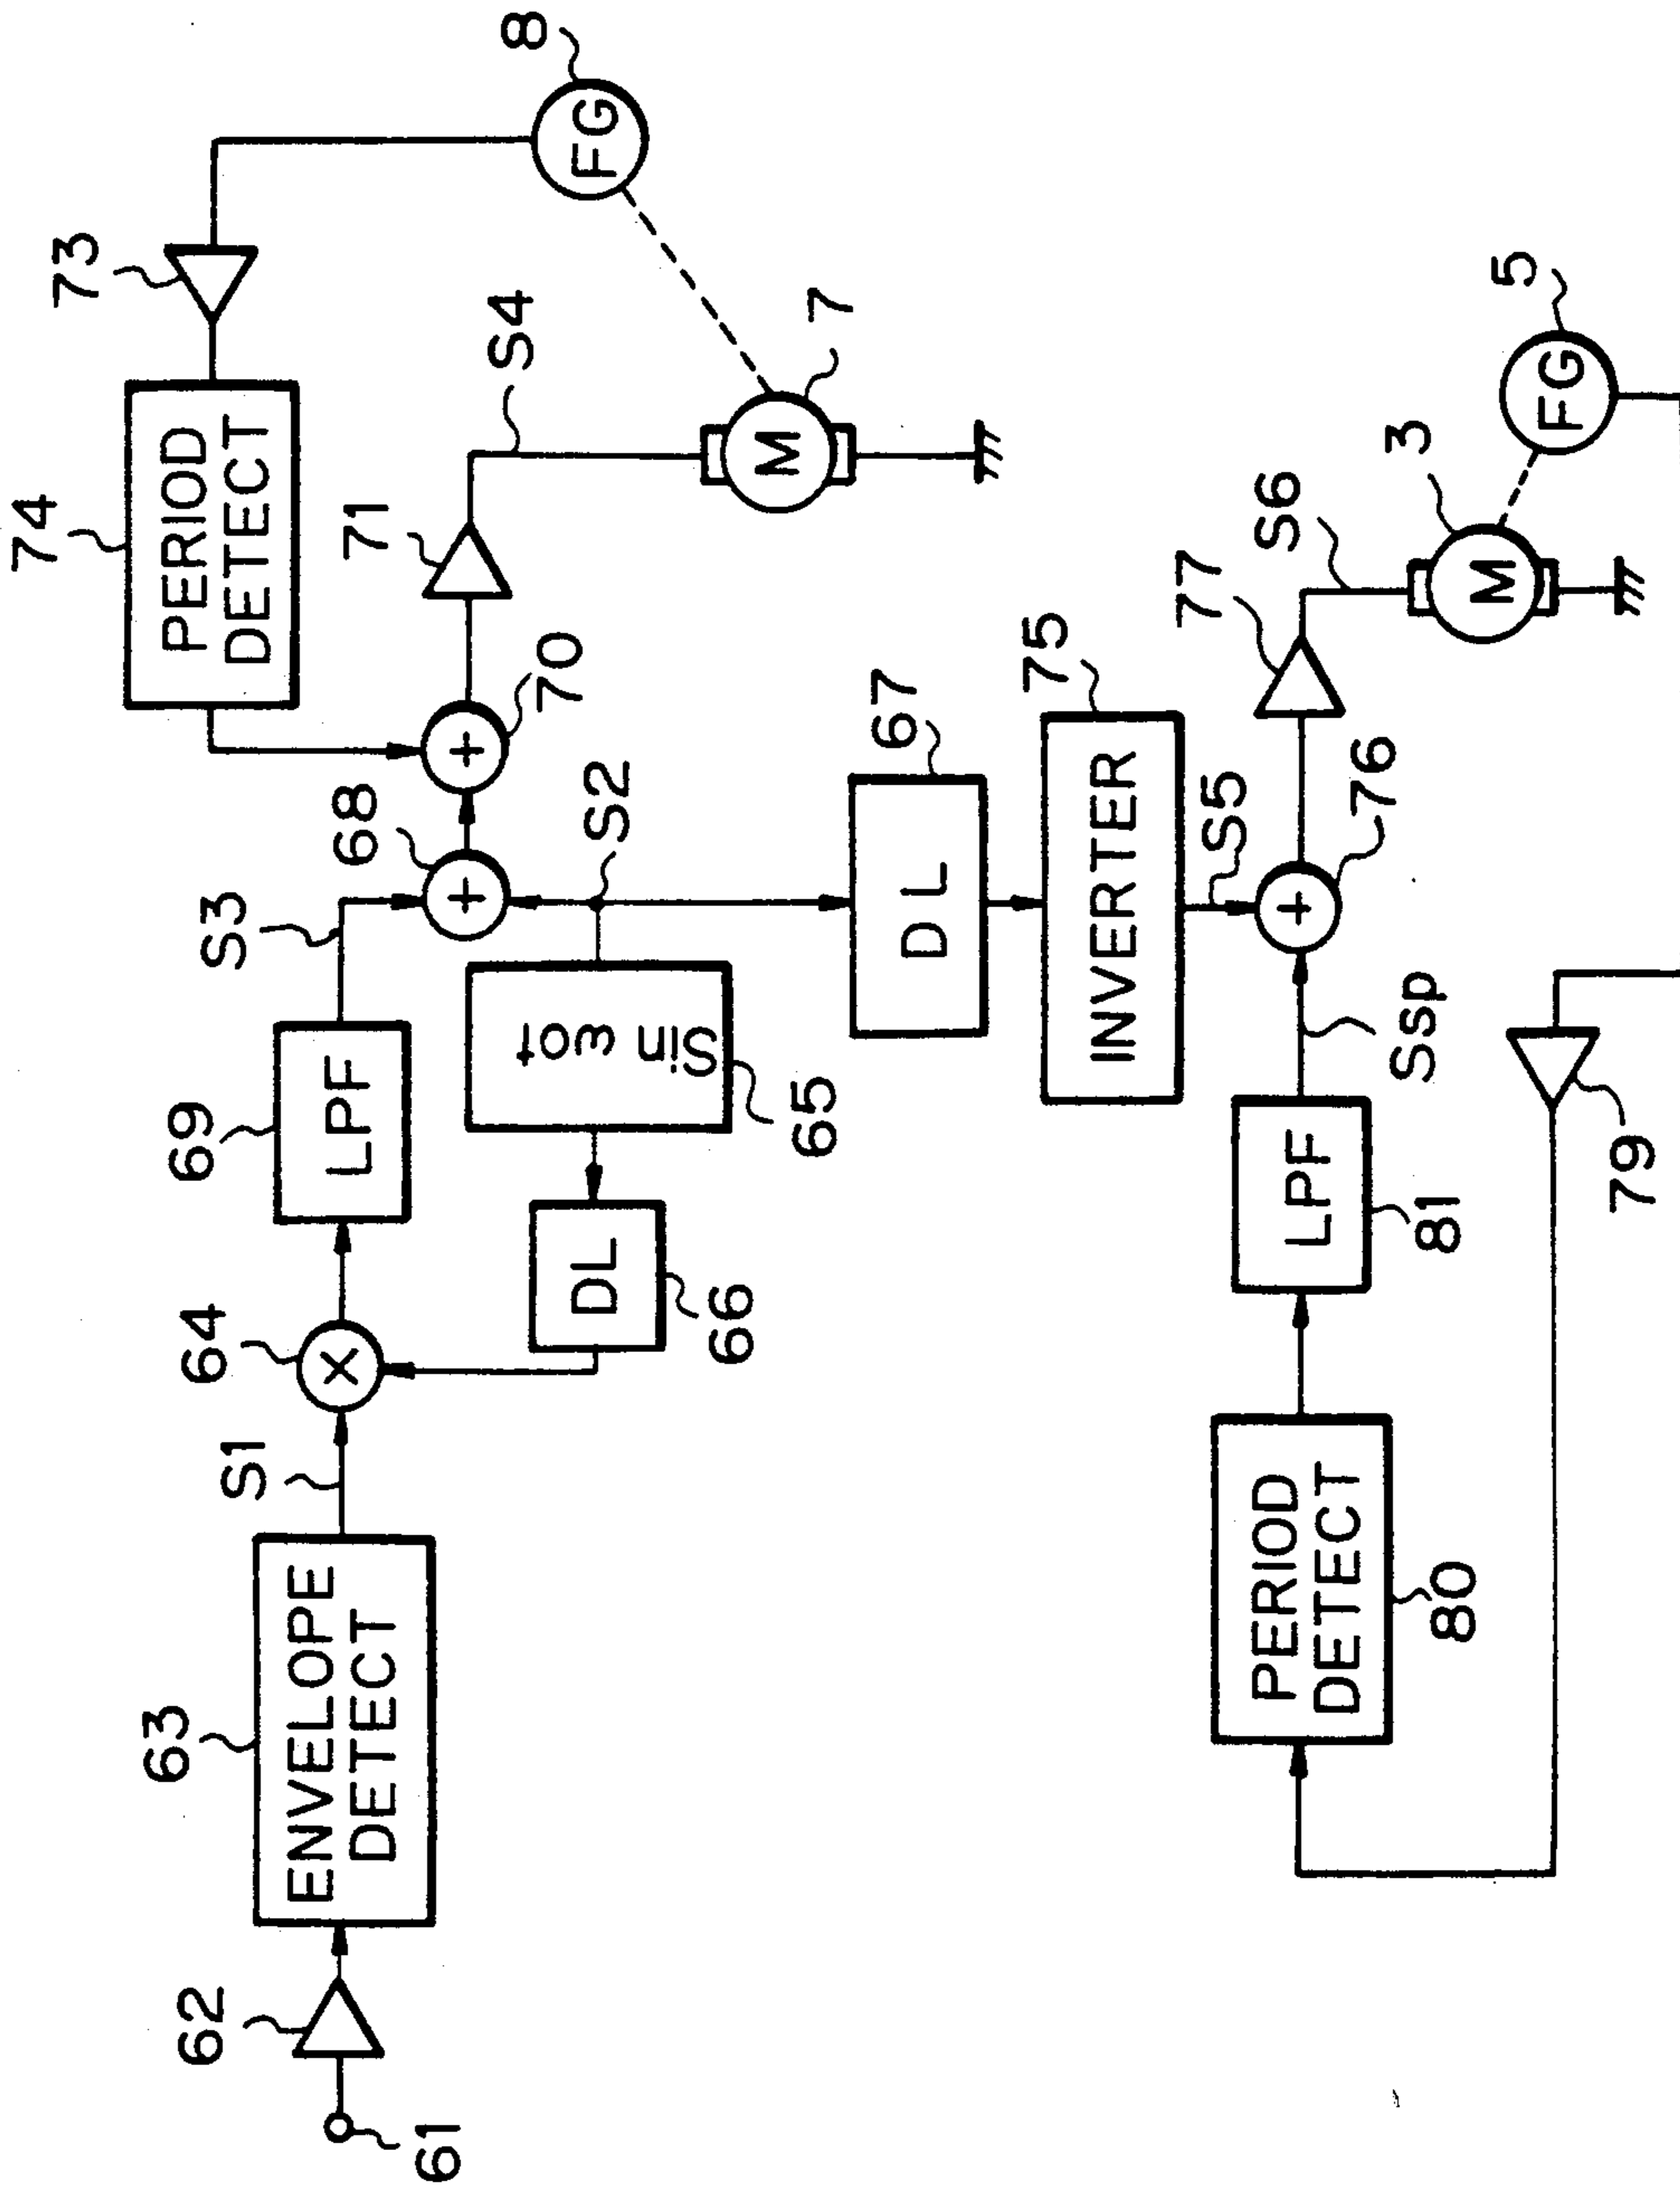 61
62
63
ENVELOPE
DETECT
S1
64
69
LPF
S3
DL
66
Sin ωot
65
68
S2
70
71
S4
74
PERIOD
DETECT
73
FG
8
M
7
DL
67
INVERTER
75
S5
PERIOD
DETECT
80
LPF
81
Ssp
76
77
S6
M
3
FG
5
79